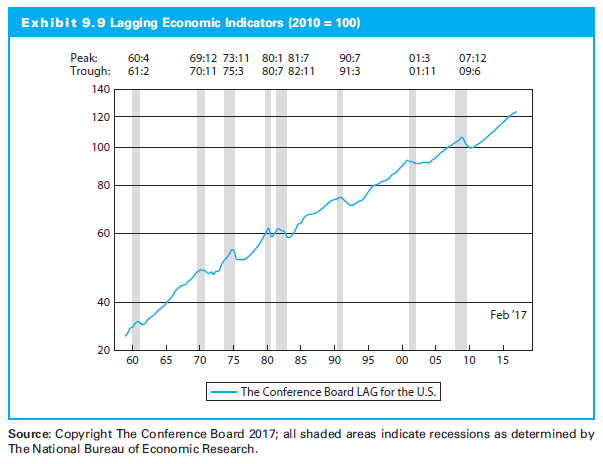 Exhibit 9.9 Lagging Economic Indicators (2010 = 100)
Peak: 60:4 69:12 73:11 80:1 81:7 90:7 01:3 07:12
Trough: 61:2 70:11 75:3 80:7 82:11 91:3 01:11 09:6
140
120
100
80
60
40
20
Feb '17
60 65 70 75 80 85 90 95 00 05 10 15
The Conference Board LAG for the U.S.
Source: Copyright The Conference Board 2017; all shaded areas indicate recessions as determined by
The National Bureau of Economic Research.